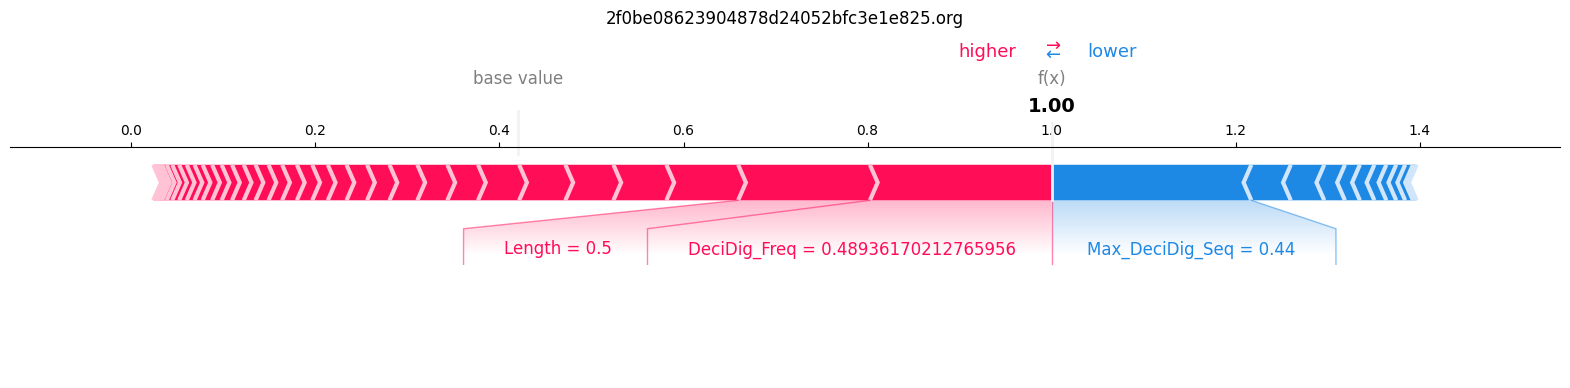 2f0be08623904878d24052bfc3e1e825.org
higher ⇄ lower
base value f(x)
1.00
0.0 0.2 0.4 0.6 0.8 1.0 1.2 1.4
Length = 0.5 DeciDig_Freq = 0.48936170212765956 Max_DeciDig_Seq = 0.44